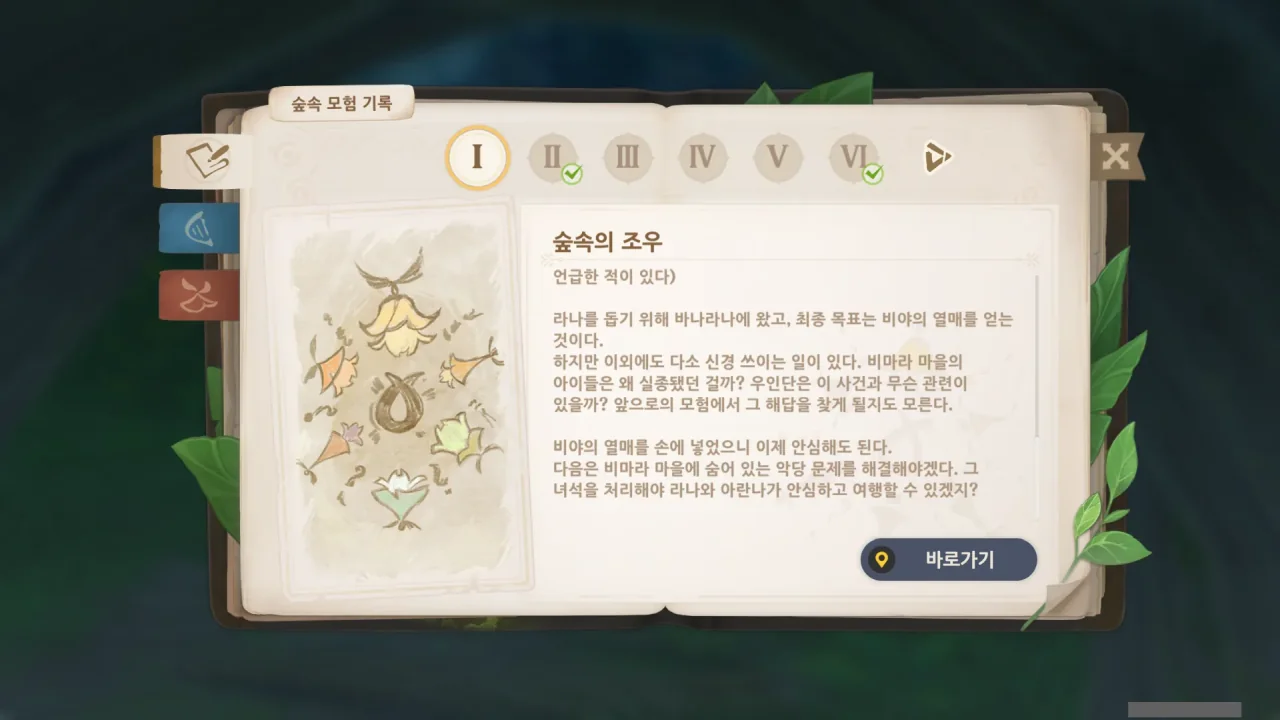 숲속 모험 기록
I II III IV V VI
숲속의 조우
언급한 적이 있다)
라나를 돕기 위해 바나라나에 왔고, 최종 목표는 비야의 열매를 얻는
것이다.
하지만 이외에도 다소 신경 쓰이는 일이 있다. 비마라 마을의
아이들은 왜 실종됐던 걸까? 우인단은 이 사건과 무슨 관련이
있을까? 앞으로의 모험에서 그 해답을 찾게 될지도 모른다.
비야의 열매를 손에 넣었으니 이제 안심해도 된다.
다음은 비마라 마을에 숨어 있는 악당 문제를 해결해야겠다. 그
녀석을 처리해야 라나와 아란나가 안심하고 여행할 수 있겠지?
바로가기